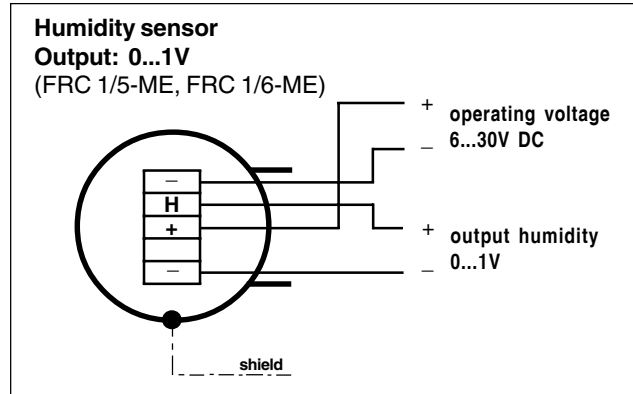 Humidity sensor
Output: 0...1V
(FRC 1/5-ME, FRC 1/6-ME)
+ operating voltage
– 6...30V DC
–
H
+
–
+ output humidity
– 0...1V
shield